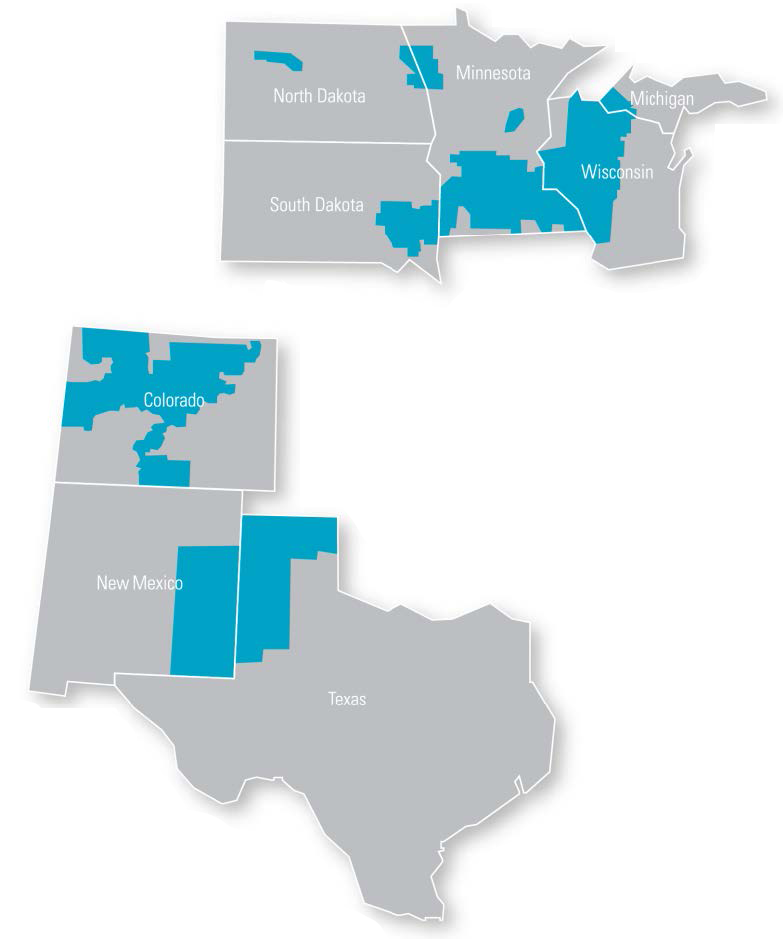 Minnesota
North Dakota
Michigan
Wisconsin
South Dakota
Colorado
New Mexico
Texas